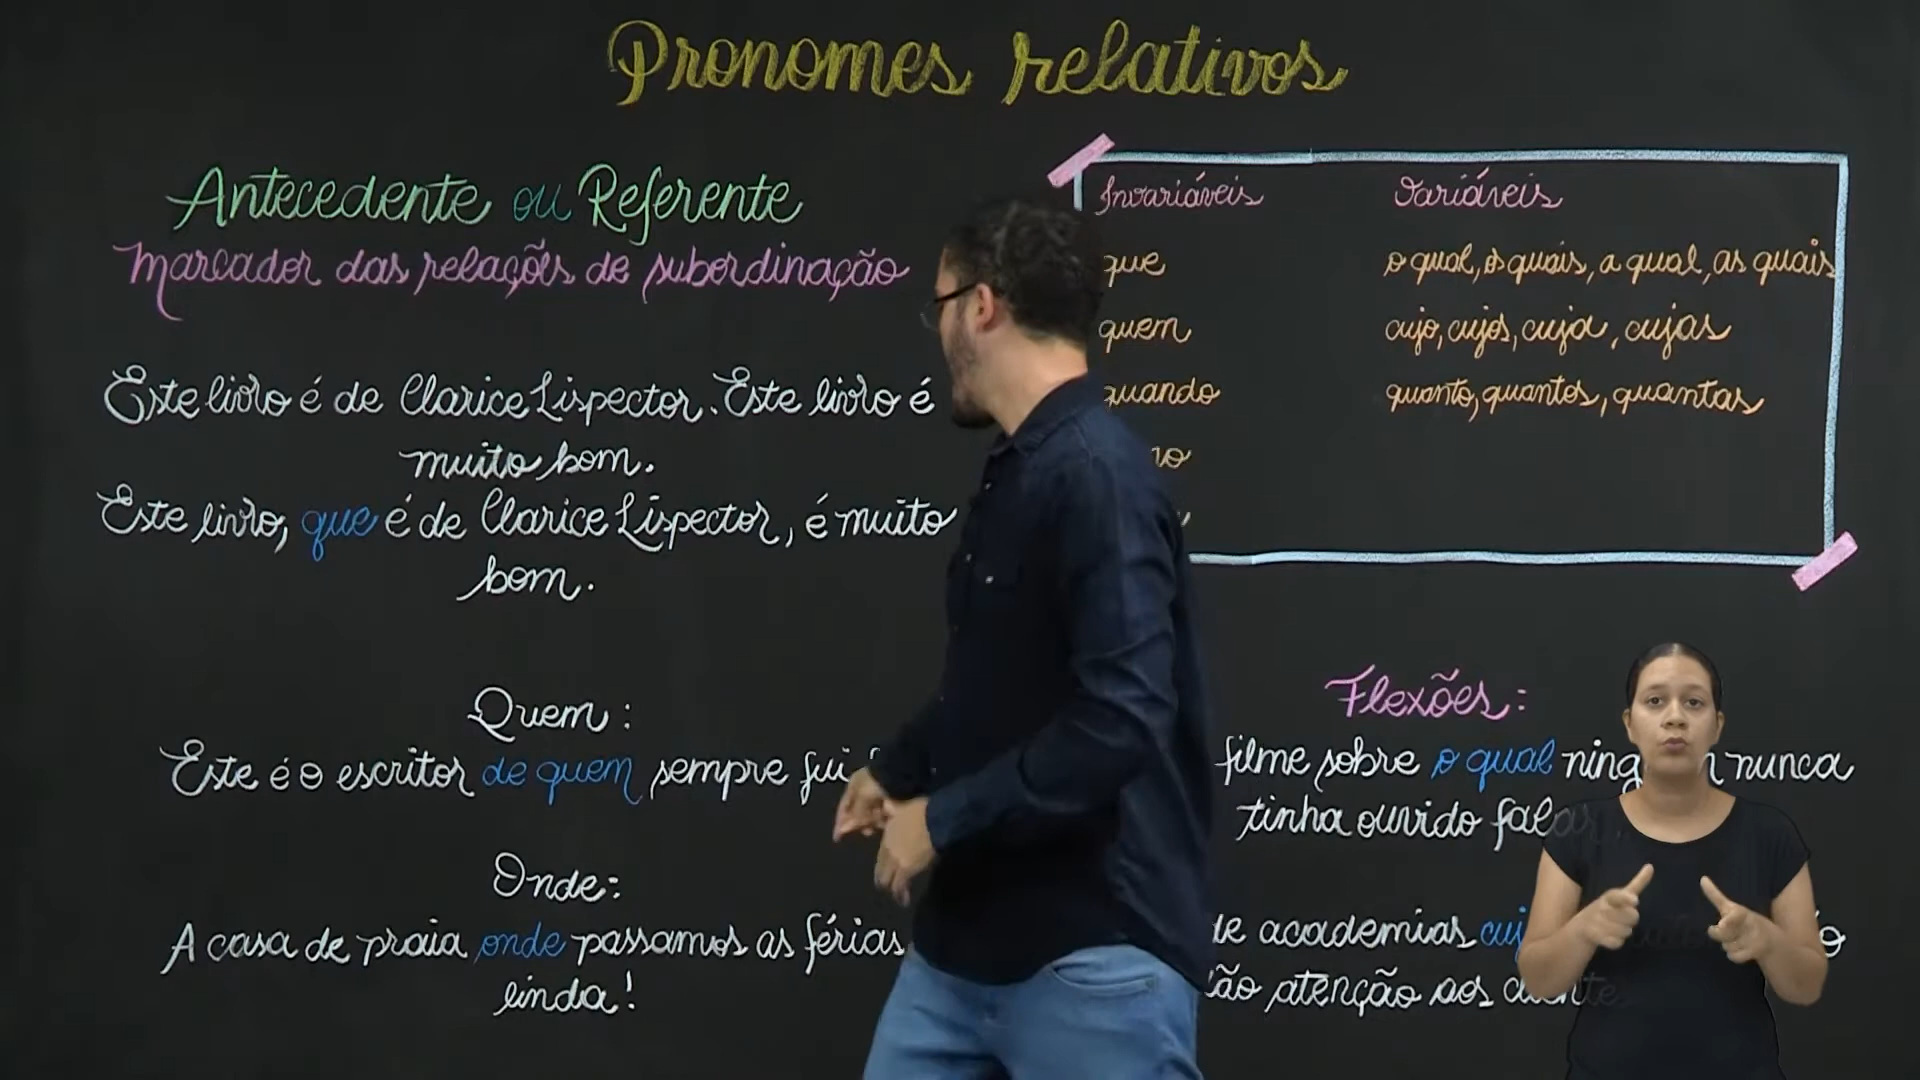 Pronomes relativos
Antecedente ou Referente
Marcador das relações de subordinação
Este livro é de Clarice Lispector. Este livro é
muito bom.
Este livro, que é de Clarice Lispector, é muito
bom.
Quem:
Este é o escritor de quem sempre fui
Onde:
A casa de praia onde passamos as férias
linda!
Invariáveis
que
quem
quando
Variáveis
o qual, os quais, a qual, as quais
cujo, cujos, cuja, cujas
quanto, quantos, quantas
Flexões:
filme sobre o qual nunca
tinha ouvido falar
de academias
atenção aos